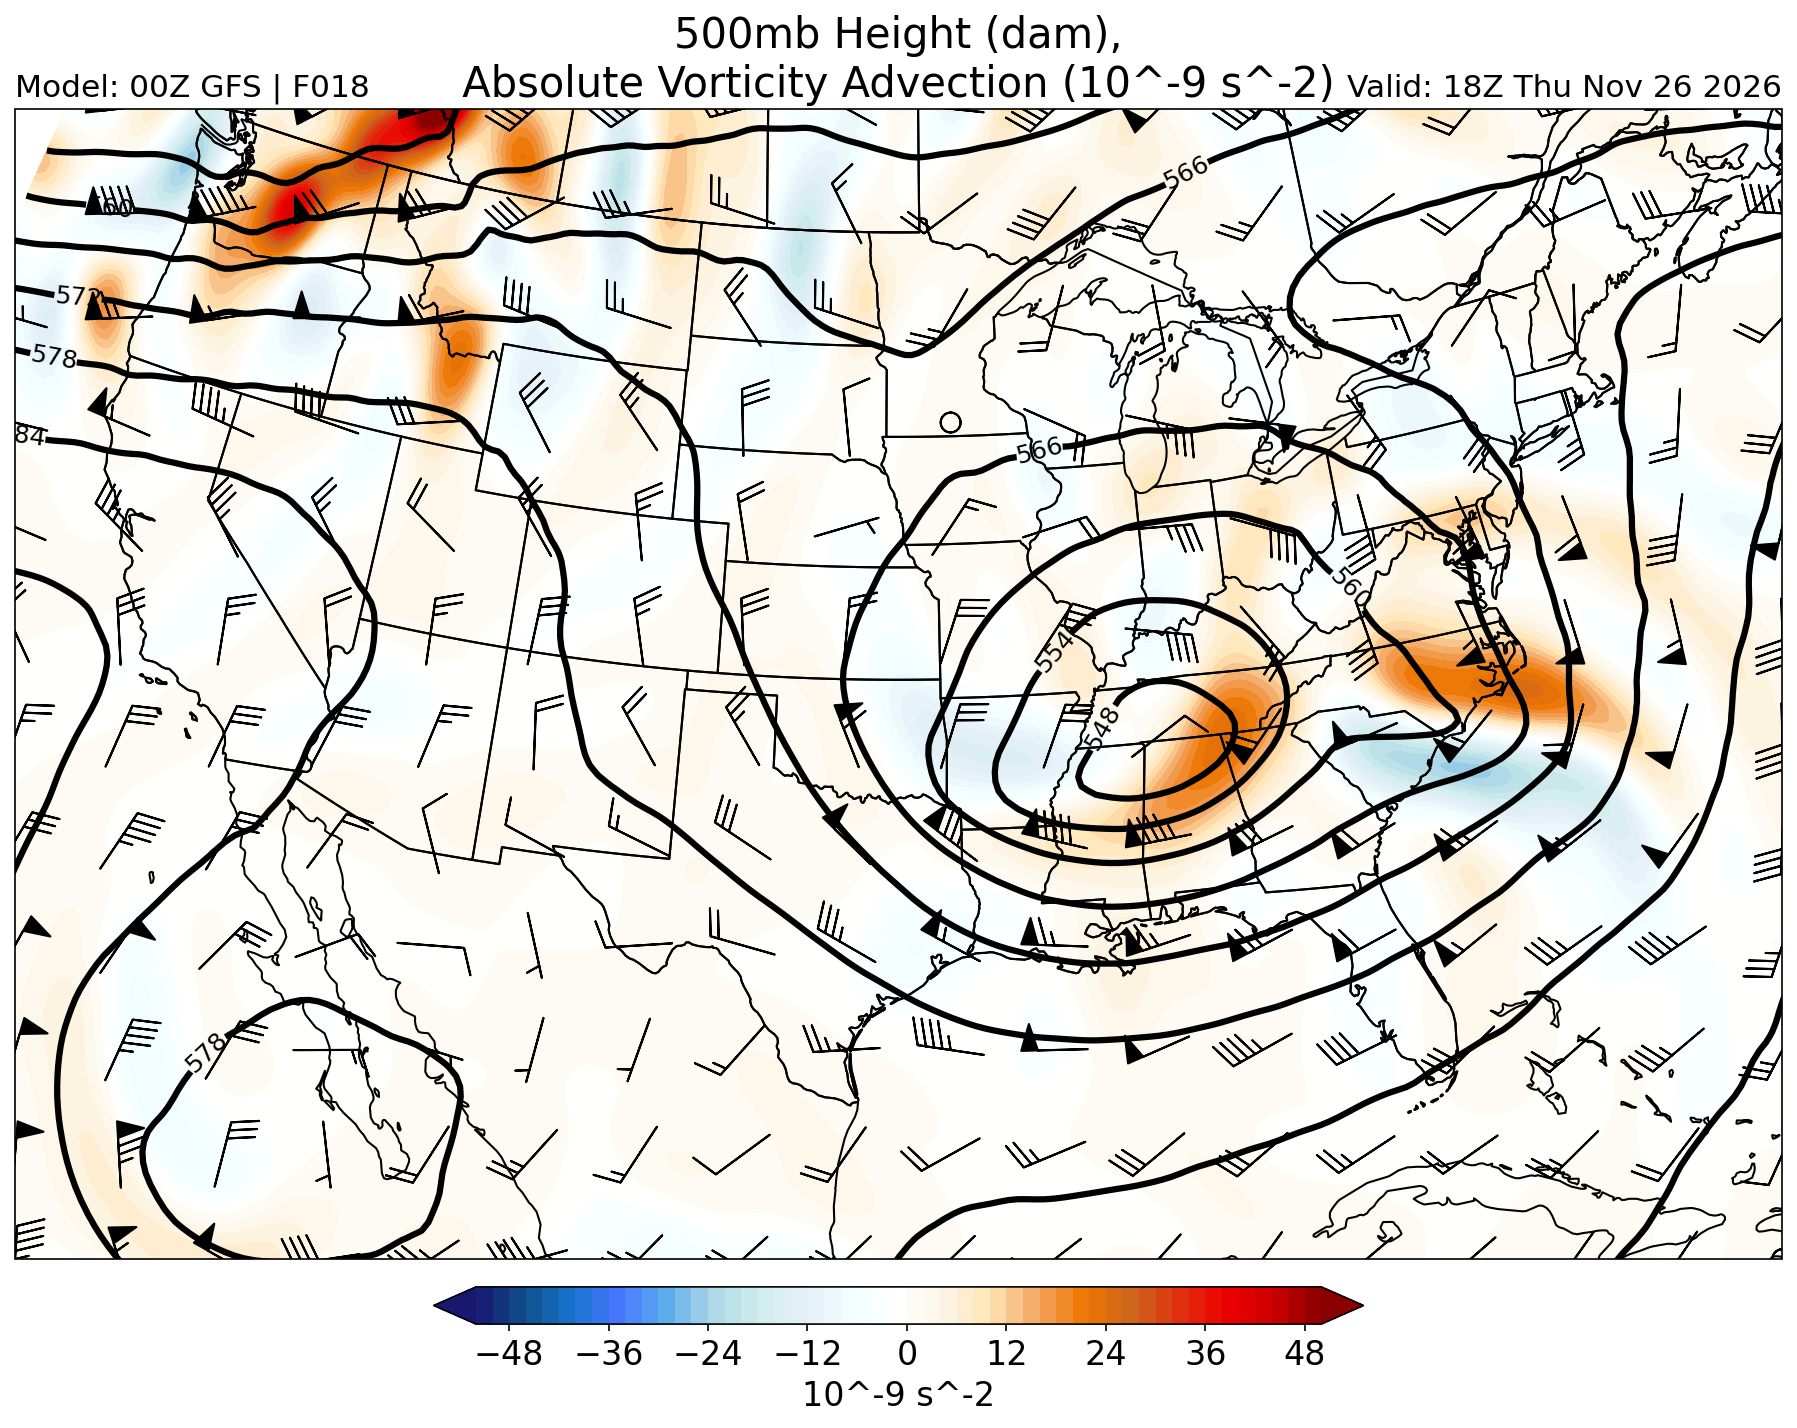 500mb Height (dam),
Model: 00Z GFS | F018
Absolute Vorticity Advection (10^-9 s^-2)
Valid: 18Z Thu Nov 26 2026
566
572
578
84
566
560
554
548
578
−48 −36 −24 −12 0 12 24 36 48
10^-9 s^-2